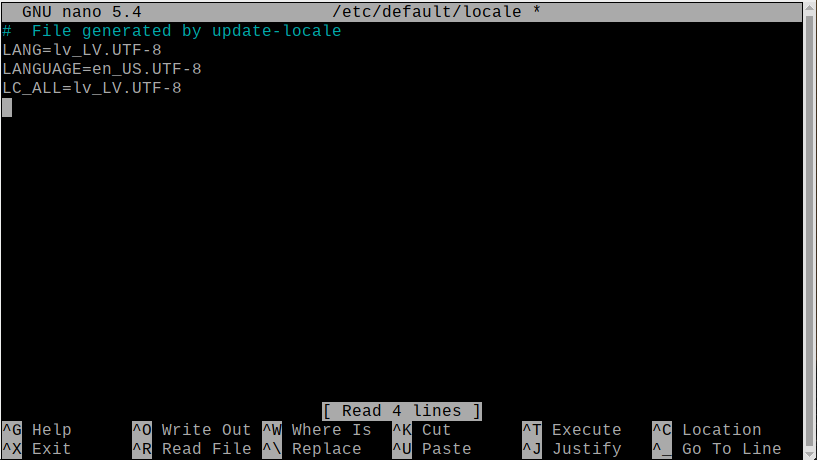 GNU nano 5.4 /etc/default/locale *
#  File generated by update-locale
LANG=lv_LV.UTF-8
LANGUAGE=en_US.UTF-8
LC_ALL=lv_LV.UTF-8
[ Read 4 lines ]
^G Help ^O Write Out ^W Where Is ^K Cut ^T Execute ^C Location
^X Exit ^R Read File ^\ Replace ^U Paste ^J Justify ^_ Go To Line